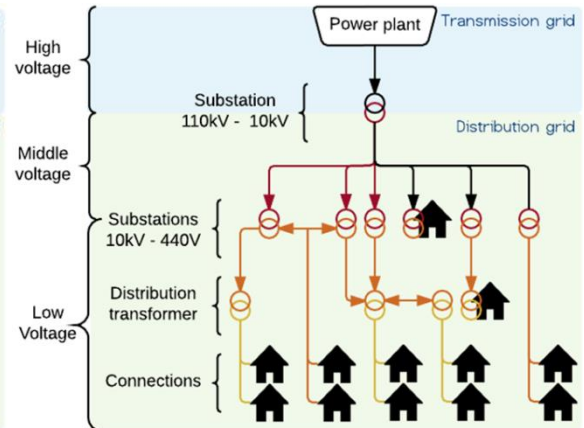 Power plant
Transmission grid
High
voltage
Substation
110kV - 10kV
Distribution grid
Middle
voltage
Substations
10kV - 440V
Distribution
transformer
Low
Voltage
Connections